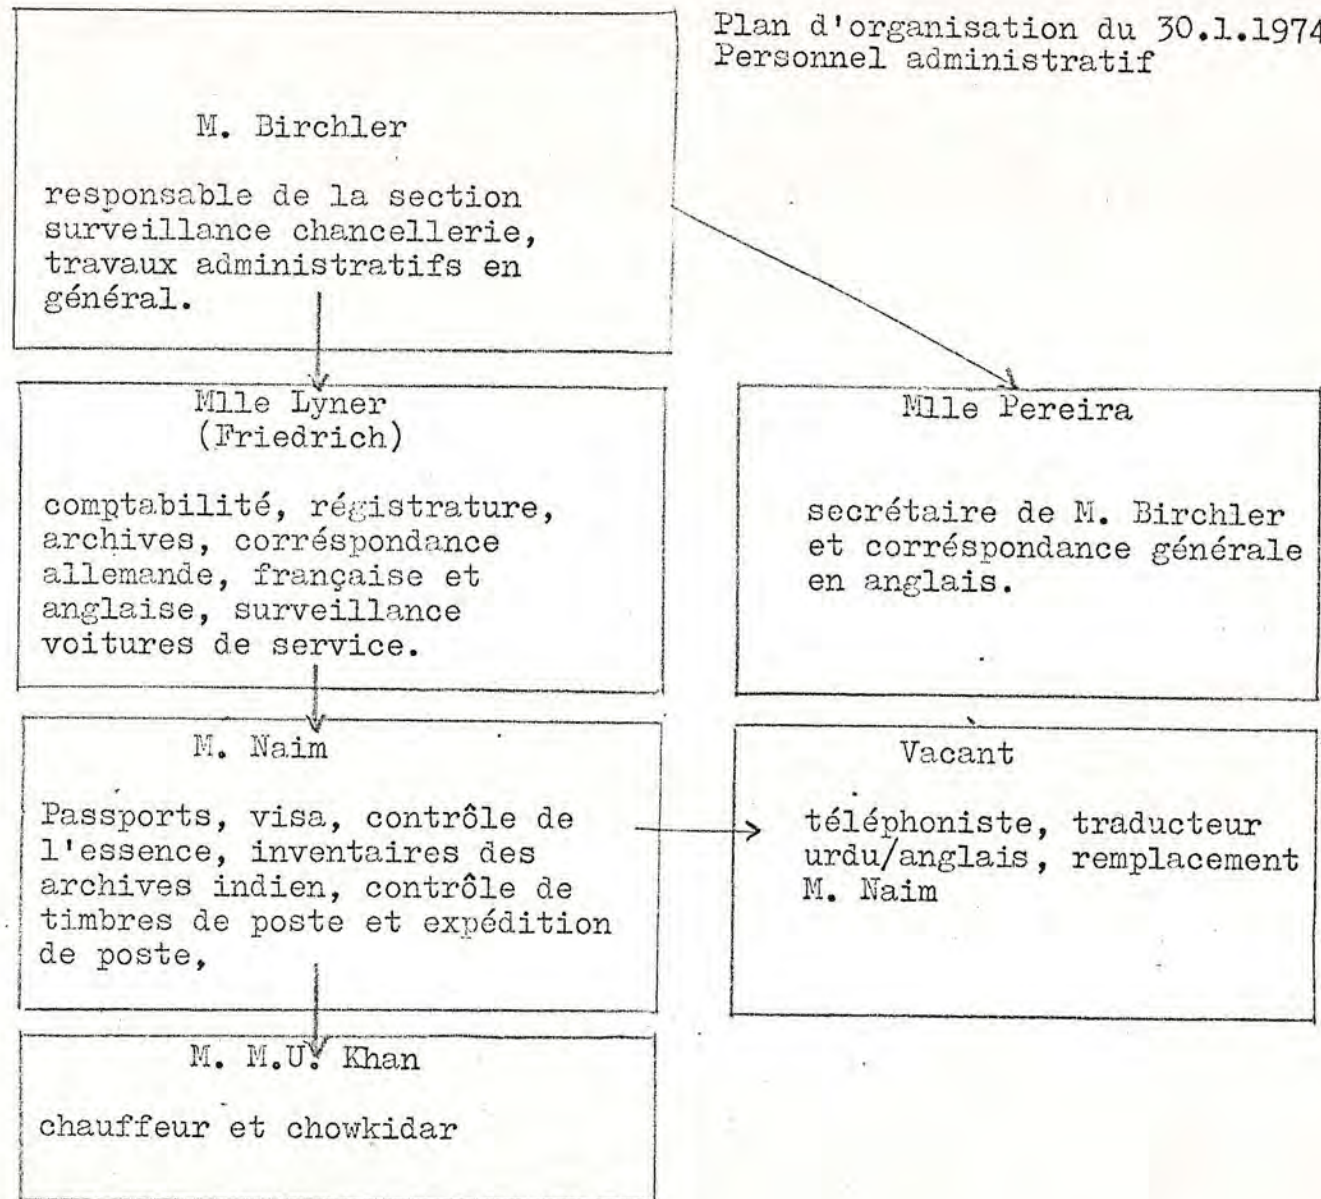 Plan d'organisation du 30.1.1974
Personnel administratif
M. Birchler
responsable de la section
surveillance chancellerie,
travaux administratifs en
général.
Mlle Lyner
(Friedrich)
comptabilité, régistrature,
archives, corréspondance
allemande, française et
anglaise, surveillance
voitures de service.
Mlle Pereira
secrétaire de M. Birchler
et corréspondance générale
en anglais.
M. Naim
Passports, visa, contrôle de
l'essence, inventaires des
archives indien, contrôle de
timbres de poste et expédition
de poste,
Vacant
téléphoniste, traducteur
urdu/anglais, remplacement
M. Naim
M. M.U. Khan
chauffeur et chowkidar